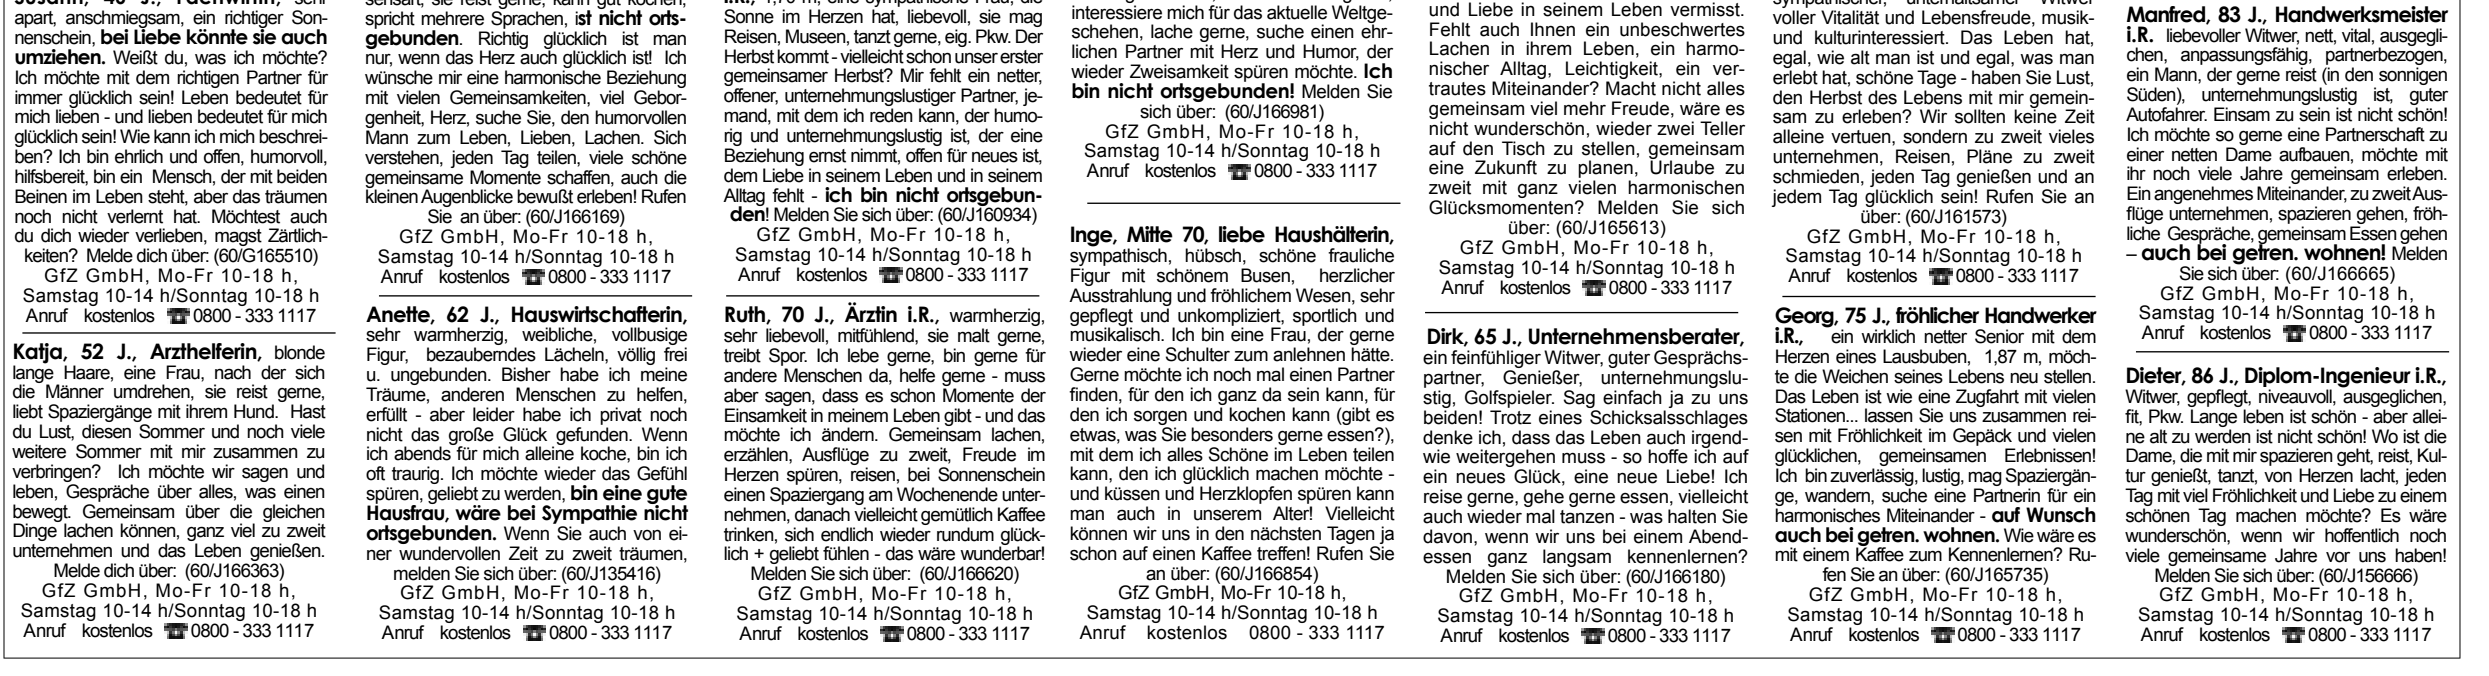 apart, anschmiegsam, ein richtiger Son-
nenschein, bei Liebe könnte sie auch
umziehen. Weißt du, was ich möchte?
Ich möchte mit dem richtigen Partner für
immer glücklich sein! Leben bedeutet für
mich lieben - und lieben bedeutet für mich
glücklich sein! Wie kann ich mich beschrei-
ben? Ich bin ehrlich und offen, humorvoll,
hilfsbereit, bin ein Mensch, der mit beiden
Beinen im Leben steht, aber das träumen
noch nicht verlernt hat. Möchtest auch
du dich wieder verlieben, magst Zärtlich-
keiten? Melde dich über: (60/G165510)
GfZ GmbH, Mo-Fr 10-18 h,
Samstag 10-14 h/Sonntag 10-18 h
Anruf kostenlos ☎ 0800 - 333 1117
Katja, 52 J., Arzthelferin, blonde
lange Haare, eine Frau, nach der sich
die Männer umdrehen, sie reist gerne,
liebt Spaziergänge mit ihrem Hund. Hast
du Lust, diesen Sommer und noch viele
weitere Sommer mit mir zusammen zu
verbringen? Ich möchte wir sagen und
leben, Gespräche über alles, was einen
bewegt. Gemeinsam über die gleichen
Dinge lachen können, ganz viel zu zweit
unternehmen und das Leben genießen.
Melde dich über: (60/J166363)
GfZ GmbH, Mo-Fr 10-18 h,
Samstag 10-14 h/Sonntag 10-18 h
Anruf kostenlos ☎ 0800 - 333 1117
spricht mehrere Sprachen, ist nicht orts-
gebunden. Richtig glücklich ist man
nur, wenn das Herz auch glücklich ist! Ich
wünsche mir eine harmonische Beziehung
mit vielen Gemeinsamkeiten, viel Gebor-
genheit, Herz, suche Sie, den humorvollen
Mann zum Leben, Lieben, Lachen. Sich
verstehen, jeden Tag teilen, viele schöne
gemeinsame Momente schaffen, auch die
kleinen Augenblicke bewußt erleben! Rufen
Sie an über: (60/J166169)
GfZ GmbH, Mo-Fr 10-18 h,
Samstag 10-14 h/Sonntag 10-18 h
Anruf kostenlos ☎ 0800 - 333 1117
Anette, 62 J., Hauswirtschafterin,
sehr warmherzig, weibliche, vollbusige
Figur, bezauberndes Lächeln, völlig frei
u. ungebunden. Bisher habe ich meine
Träume, anderen Menschen zu helfen,
erfüllt - aber leider habe ich privat noch
nicht das große Glück gefunden. Wenn
ich abends für mich alleine koche, bin ich
oft traurig. Ich möchte wieder das Gefühl
spüren, geliebt zu werden, bin eine gute
Hausfrau, wäre bei Sympathie nicht
ortsgebunden. Wenn Sie auch von ei-
ner wundervollen Zeit zu zweit träumen,
melden Sie sich über: (60/J135416)
GfZ GmbH, Mo-Fr 10-18 h,
Samstag 10-14 h/Sonntag 10-18 h
Anruf kostenlos ☎ 0800 - 333 1117
Sonne im Herzen hat, liebevoll, sie mag
Reisen, Museen, tanzt gerne, eig. Pkw. Der
Herbst kommt - vielleicht schon unser erster
gemeinsamer Herbst? Mir fehlt ein netter,
offener, unternehmungslustiger Partner, je-
mand, mit dem ich reden kann, der humo-
rig und unternehmungslustig ist, der eine
Beziehung ernst nimmt, offen für neues ist,
dem Liebe in seinem Leben und in seinem
Alltag fehlt - ich bin nicht ortsgebun-
den! Melden Sie sich über: (60/J160934)
GfZ GmbH, Mo-Fr 10-18 h,
Samstag 10-14 h/Sonntag 10-18 h
Anruf kostenlos ☎ 0800 - 333 1117
Ruth, 70 J., Ärztin i.R., warmherzig,
sehr liebevoll, mitfühlend, sie malt gerne,
treibt Spor. Ich lebe gerne, bin gerne für
andere Menschen da, helfe gerne - muss
aber sagen, dass es schon Momente der
Einsamkeit in meinem Leben gibt - und das
möchte ich ändern. Gemeinsam lachen,
erzählen, Ausflüge zu zweit, Freude im
Herzen spüren, reisen, bei Sonnenschein
einen Spaziergang am Wochenende unter-
nehmen, danach vielleicht gemütlich Kaffee
trinken, sich endlich wieder rundum glück-
lich + geliebt fühlen - das wäre wunderbar!
Melden Sie sich über: (60/J166620)
GfZ GmbH, Mo-Fr 10-18 h,
Samstag 10-14 h/Sonntag 10-18 h
Anruf kostenlos ☎ 0800 - 333 1117
interessiere mich für das aktuelle Weltge-
schehen, lache gerne, suche einen ehr-
lichen Partner mit Herz und Humor, der
wieder Zweisamkeit spüren möchte. Ich
bin nicht ortsgebunden! Melden Sie
sich über: (60/J166981)
GfZ GmbH, Mo-Fr 10-18 h,
Samstag 10-14 h/Sonntag 10-18 h
Anruf kostenlos ☎ 0800 - 333 1117
Inge, Mitte 70, liebe Haushälterin,
sympathisch, hübsch, schöne frauliche
Figur mit schönem Busen, herzlicher
Ausstrahlung und fröhlichem Wesen, sehr
gepflegt und unkompliziert, sportlich und
musikalisch. Ich bin eine Frau, der gerne
wieder eine Schulter zum anlehnen hätte.
Gerne möchte ich noch mal einen Partner
finden, für den ich ganz da sein kann, für
den ich sorgen und kochen kann (gibt es
etwas, was Sie besonders gerne essen?),
mit dem ich alles Schöne im Leben teilen
kann, den ich glücklich machen möchte -
und küssen und Herzklopfen spüren kann
man auch in unserem Alter! Vielleicht
können wir uns in den nächsten Tagen ja
schon auf einen Kaffee treffen! Rufen Sie
an über: (60/J166854)
GfZ GmbH, Mo-Fr 10-18 h,
Samstag 10-14 h/Sonntag 10-18 h
Anruf kostenlos 0800 - 333 1117
und Liebe in seinem Leben vermisst.
Fehlt auch Ihnen ein unbeschwertes
Lachen in ihrem Leben, ein harmo-
nischer Alltag, Leichtigkeit, ein ver-
trautes Miteinander? Macht nicht alles
gemeinsam viel mehr Freude, wäre es
nicht wunderschön, wieder zwei Teller
auf den Tisch zu stellen, gemeinsam
eine Zukunft zu planen, Urlaube zu
zweit mit ganz vielen harmonischen
Glücksmomenten? Melden Sie sich
über: (60/J165613)
GfZ GmbH, Mo-Fr 10-18 h,
Samstag 10-14 h/Sonntag 10-18 h
Anruf kostenlos ☎ 0800 - 333 1117
Dirk, 65 J., Unternehmensberater,
ein feinfühliger Witwer, guter Gesprächs-
partner, Genießer, unternehmungslu-
stig, Golfspieler. Sag einfach ja zu uns
beiden! Trotz eines Schicksalsschlages
denke ich, dass das Leben auch irgend-
wie weitergehen muss - so hoffe ich auf
ein neues Glück, eine neue Liebe! Ich
reise gerne, gehe gerne essen, vielleicht
auch wieder mal tanzen - was halten Sie
davon, wenn wir uns bei einem Abend-
essen ganz langsam kennenlernen?
Melden Sie sich über: (60/J166180)
GfZ GmbH, Mo-Fr 10-18 h,
Samstag 10-14 h/Sonntag 10-18 h
Anruf kostenlos ☎ 0800 - 333 1117
sympathischer, unterhaltsamer Witwer
voller Vitalität und Lebensfreude, musik-
und kulturinteressiert. Das Leben hat,
egal, wie alt man ist und egal, was man
erlebt hat, schöne Tage - haben Sie Lust,
den Herbst des Lebens mit mir gemein-
sam zu erleben? Wir sollten keine Zeit
alleine vertuen, sondern zu zweit vieles
unternehmen, Reisen, Pläne zu zweit
schmieden, jeden Tag genießen und an
jedem Tag glücklich sein! Rufen Sie an
über: (60/J161573)
GfZ GmbH, Mo-Fr 10-18 h,
Samstag 10-14 h/Sonntag 10-18 h
Anruf kostenlos ☎ 0800 - 333 1117
Georg, 75 J., fröhlicher Handwerker
i.R., ein wirklich netter Senior mit dem
Herzen eines Lausbuben, 1,87 m, möch-
te die Weichen seines Lebens neu stellen.
Das Leben ist wie eine Zugfahrt mit vielen
Stationen... lassen Sie uns zusammen rei-
sen mit Fröhlichkeit im Gepäck und vielen
glücklichen, gemeinsamen Erlebnissen!
Ich bin zuverlässig, lustig, mag Spaziergän-
ge, wandern, suche eine Partnerin für ein
harmonisches Miteinander - auf Wunsch
auch bei getren. wohnen. Wie wäre es
mit einem Kaffee zum Kennenlernen? Ru-
fen Sie an über: (60/J165735)
GfZ GmbH, Mo-Fr 10-18 h,
Samstag 10-14 h/Sonntag 10-18 h
Anruf kostenlos ☎ 0800 - 333 1117
Manfred, 83 J., Handwerksmeister
i.R. liebevoller Witwer, nett, vital, ausgegli-
chen, anpassungsfähig, partnerbezogen,
ein Mann, der gerne reist (in den sonnigen
Süden), unternehmungslustig ist, guter
Autofahrer. Einsam zu sein ist nicht schön!
Ich möchte so gerne eine Partnerschaft zu
einer netten Dame aufbauen, möchte mit
ihr noch viele Jahre gemeinsam erleben.
Ein angenehmes Miteinander, zu zweit Aus-
flüge unternehmen, spazieren gehen, fröh-
liche Gespräche, gemeinsam Essen gehen
– auch bei getren. wohnen! Melden
Sie sich über: (60/J166665)
GfZ GmbH, Mo-Fr 10-18 h,
Samstag 10-14 h/Sonntag 10-18 h
Anruf kostenlos ☎ 0800 - 333 1117
Dieter, 86 J., Diplom-Ingenieur i.R.,
Witwer, gepflegt, niveauvoll, ausgeglichen,
fit, Pkw. Lange leben ist schön - aber allei-
ne alt zu werden ist nicht schön! Wo ist die
Dame, die mit mir spazieren geht, reist, Kul-
tur genießt, tanzt, von Herzen lacht, jeden
Tag mit viel Fröhlichkeit und Liebe zu einem
schönen Tag machen möchte? Es wäre
wunderschön, wenn wir hoffentlich noch
viele gemeinsame Jahre vor uns haben!
Melden Sie sich über: (60/J156666)
GfZ GmbH, Mo-Fr 10-18 h,
Samstag 10-14 h/Sonntag 10-18 h
Anruf kostenlos ☎ 0800 - 333 1117